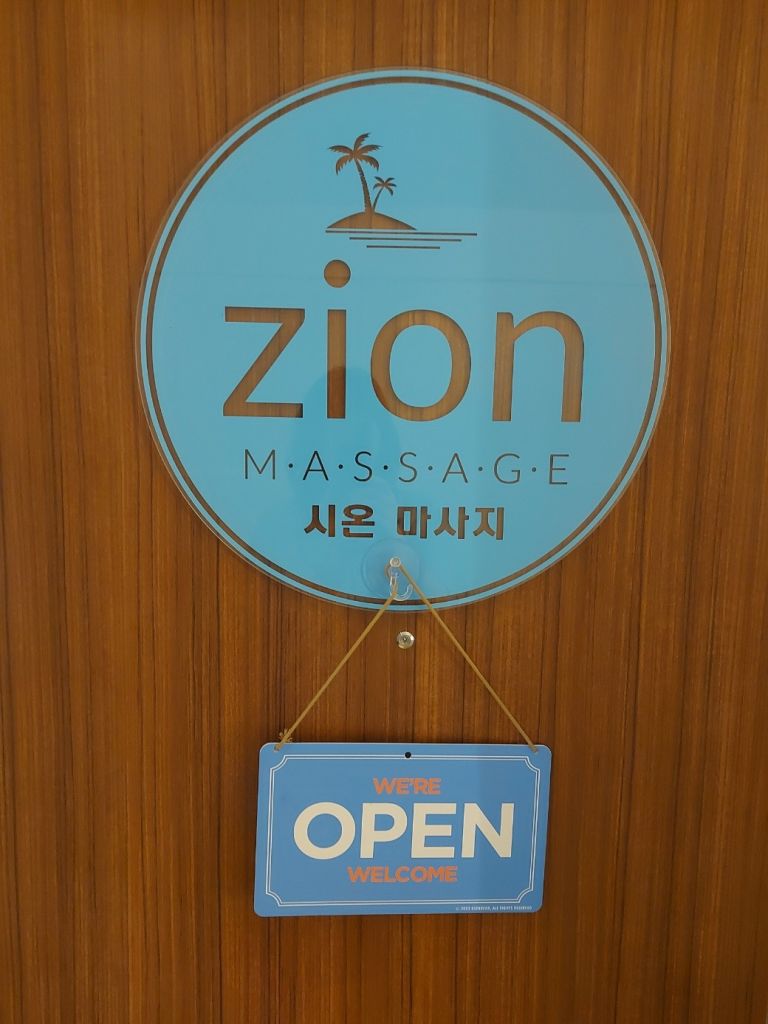 zion
M·A·S·S·A·G·E
시온 마사지
WE'RE
OPEN
WELCOME